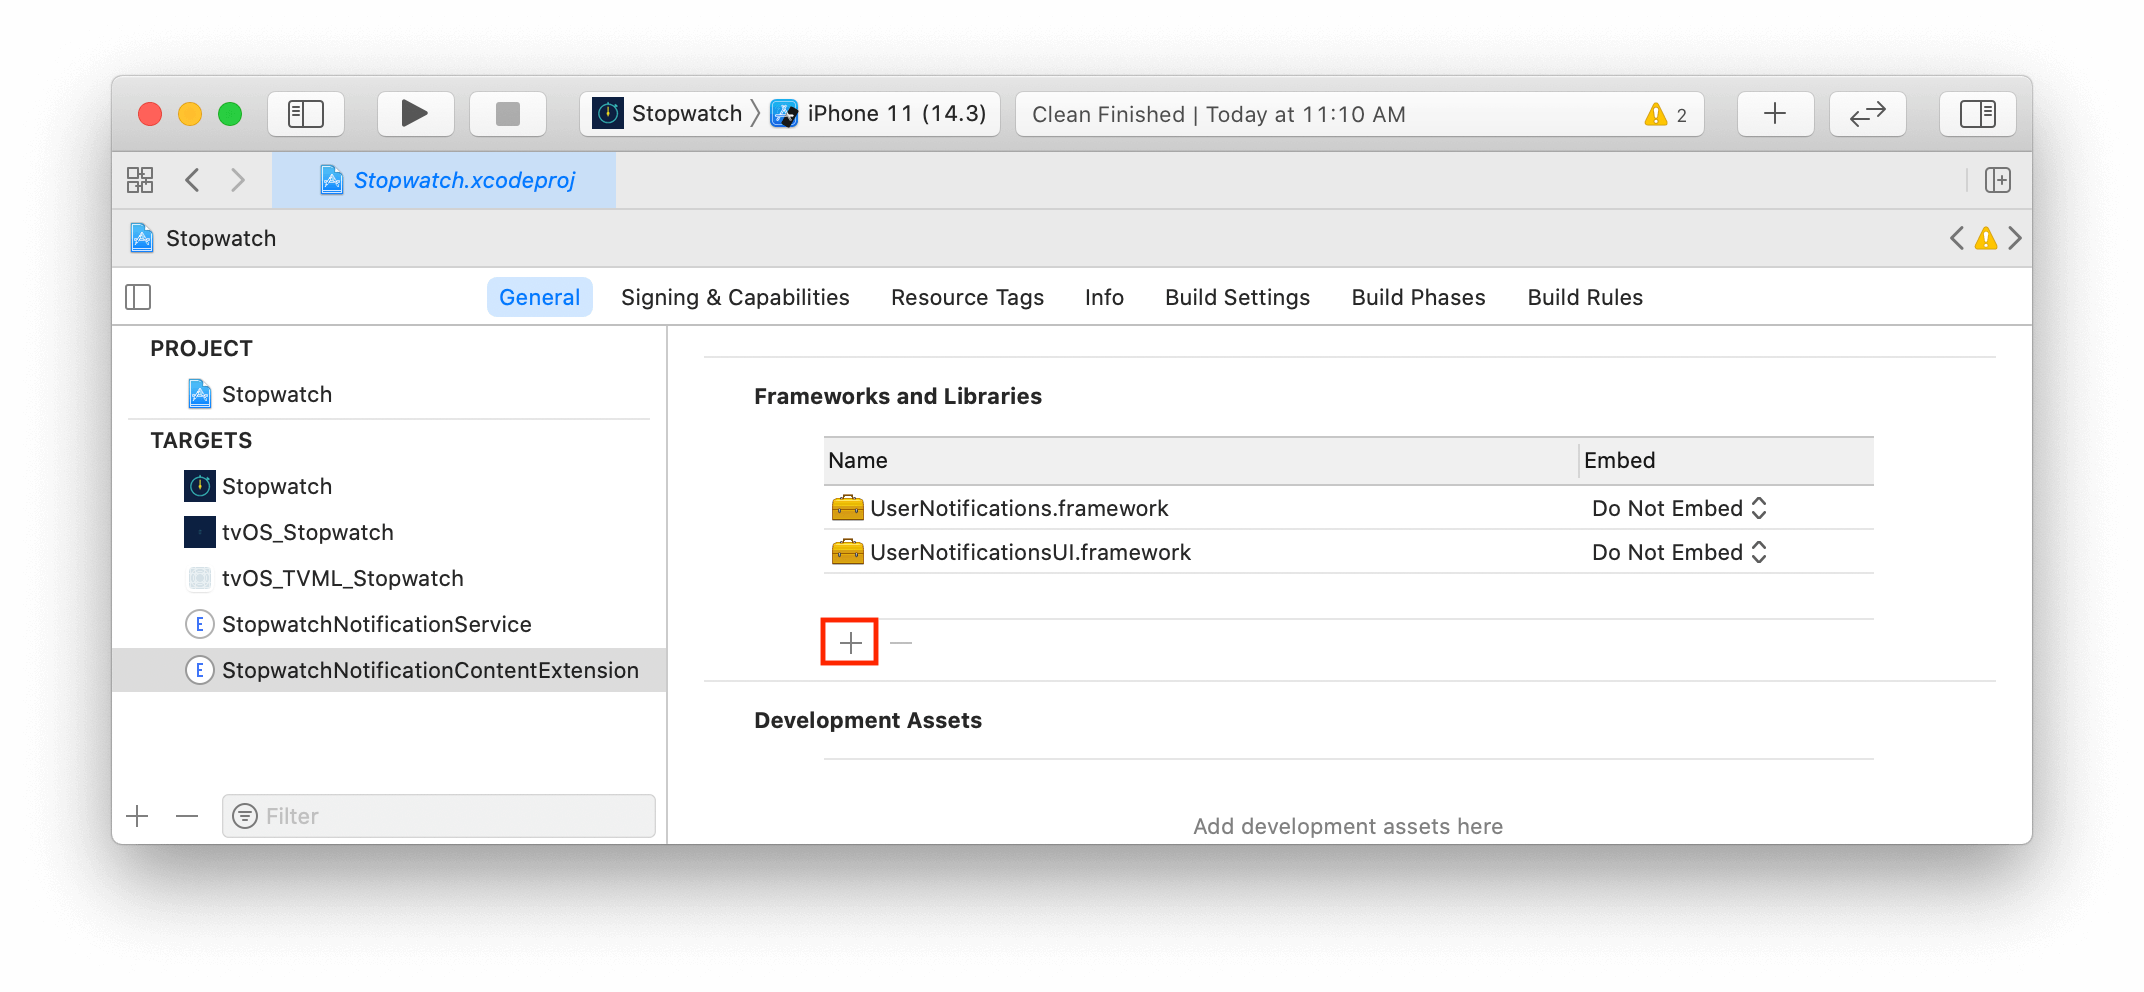 Stopwatch iPhone 11 (14.3) Clean Finished | Today at 11:10 AM 2
Stopwatch.xcodeproj
Stopwatch
General Signing & Capabilities Resource Tags Info Build Settings Build Phases Build Rules
PROJECT
Stopwatch
TARGETS
Stopwatch
tvOS_Stopwatch
tvOS_TVML_Stopwatch
E StopwatchNotificationService
E StopwatchNotificationContentExtension
Filter
Frameworks and Libraries
Name Embed
UserNotifications.framework Do Not Embed
UserNotificationsUI.framework Do Not Embed
Development Assets
Add development assets here